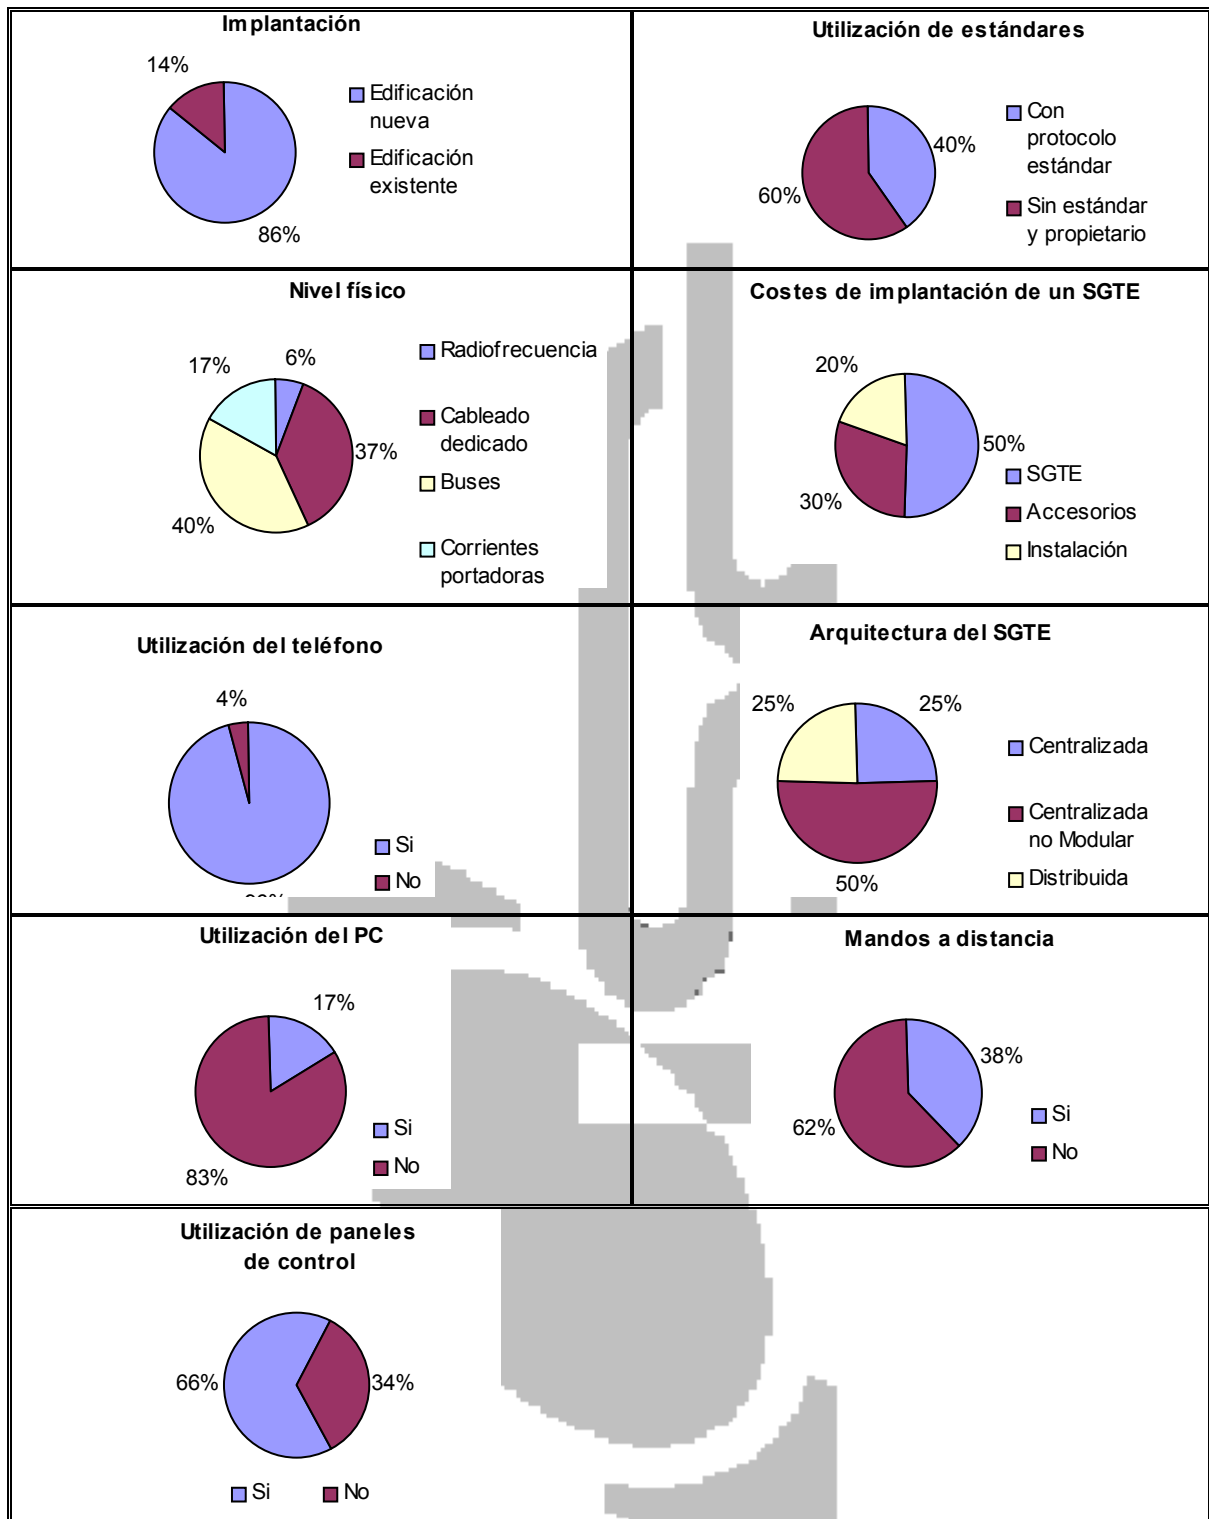 Implantación
14%
Edificación
nueva
Edificación
existente
86%
Utilización de estándares
Con
protocolo
estándar
40%
60%
Sin estándar
y propietario
Nivel físico
Radiofrecuencia
17%
6%
Cableado
dedicado
37%
Buses
40%
Corrientes
portadoras
Costes de implantación de un SGTE
20%
50%
SGTE
30%
Accesorios
Instalación
Utilización del teléfono
4%
Si
No
Arquitectura del SGTE
25%
25%
Centralizada
Centralizada
no Modular
50%
Distribuida
Utilización del PC
17%
Si
No
83%
Mandos a distancia
38%
62%
Si
No
Utilización de paneles
de control
66%
34%
Si
No